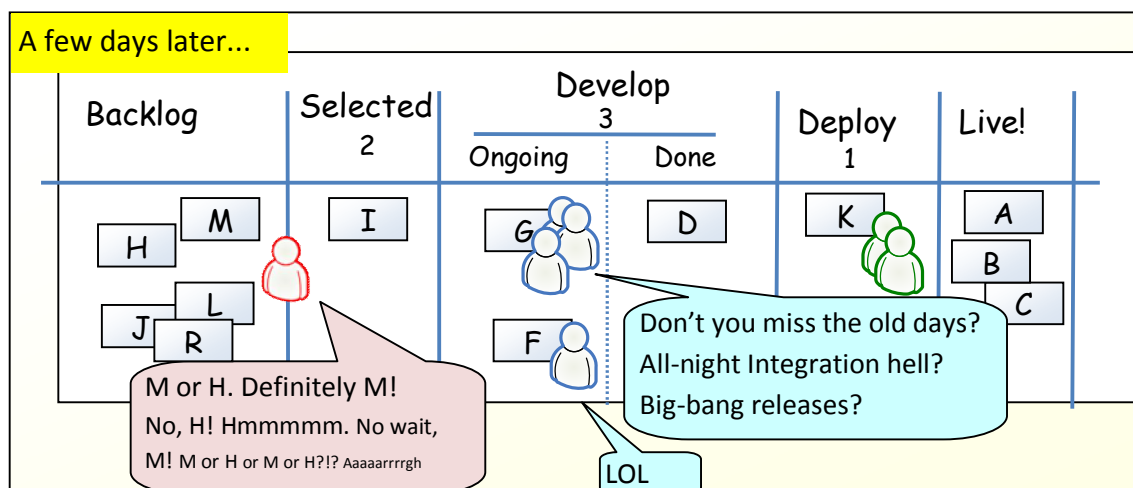 A few days later...
Backlog
Selected
2
Develop
3
Ongoing
Done
Deploy
1
Live!
M
H
L
J
R
I
G
F
D
K
A
B
C
M or H. Definitely M!
No, H! Hmmmmm. No wait,
M! M or H or M or H?!? Aaaaarrrrgh
Don’t you miss the old days?
All-night Integration hell?
Big-bang releases?
LOL